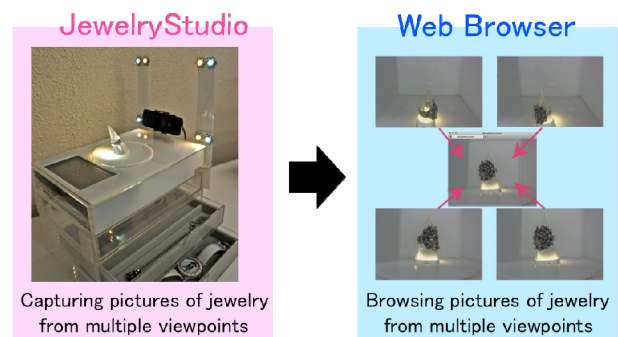 JewelryStudio
Web Browser
Capturing pictures of jewelry
from multiple viewpoints
Browsing pictures of jewelry
from multiple viewpoints